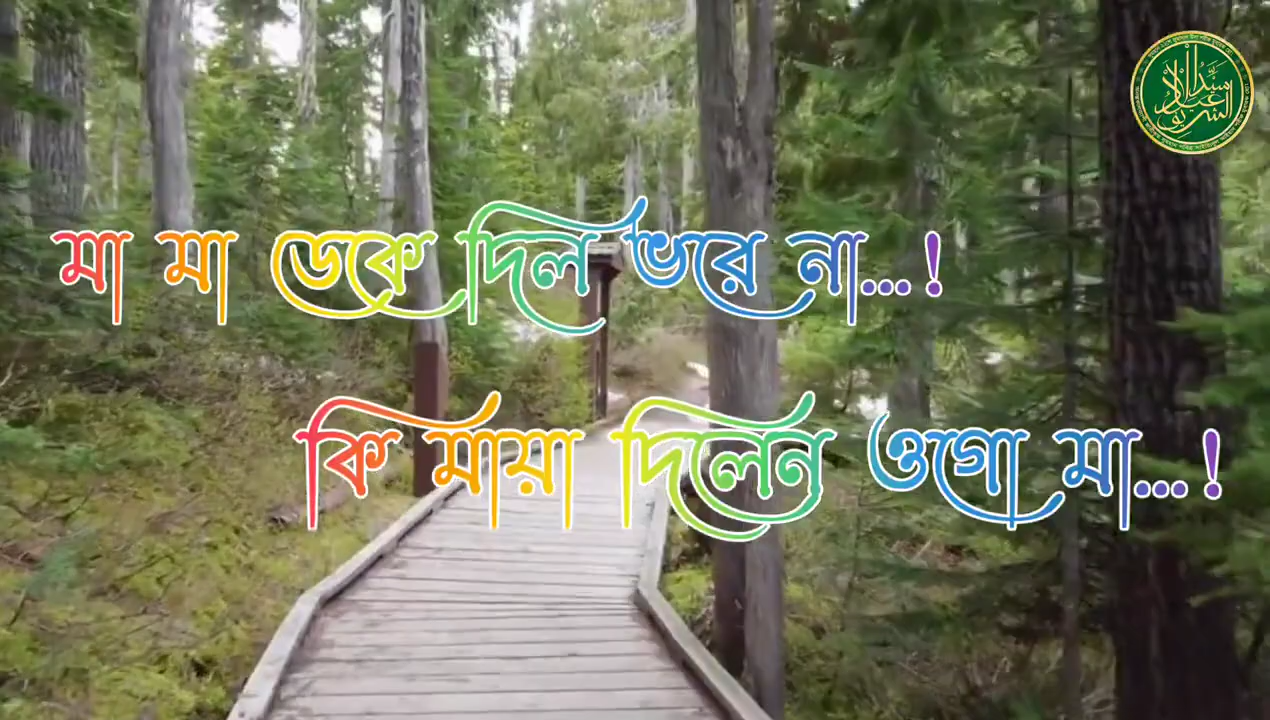 মা মা ডেকে দিল ভরে না...!
কি মায়া দিলেন ওগো মা...!